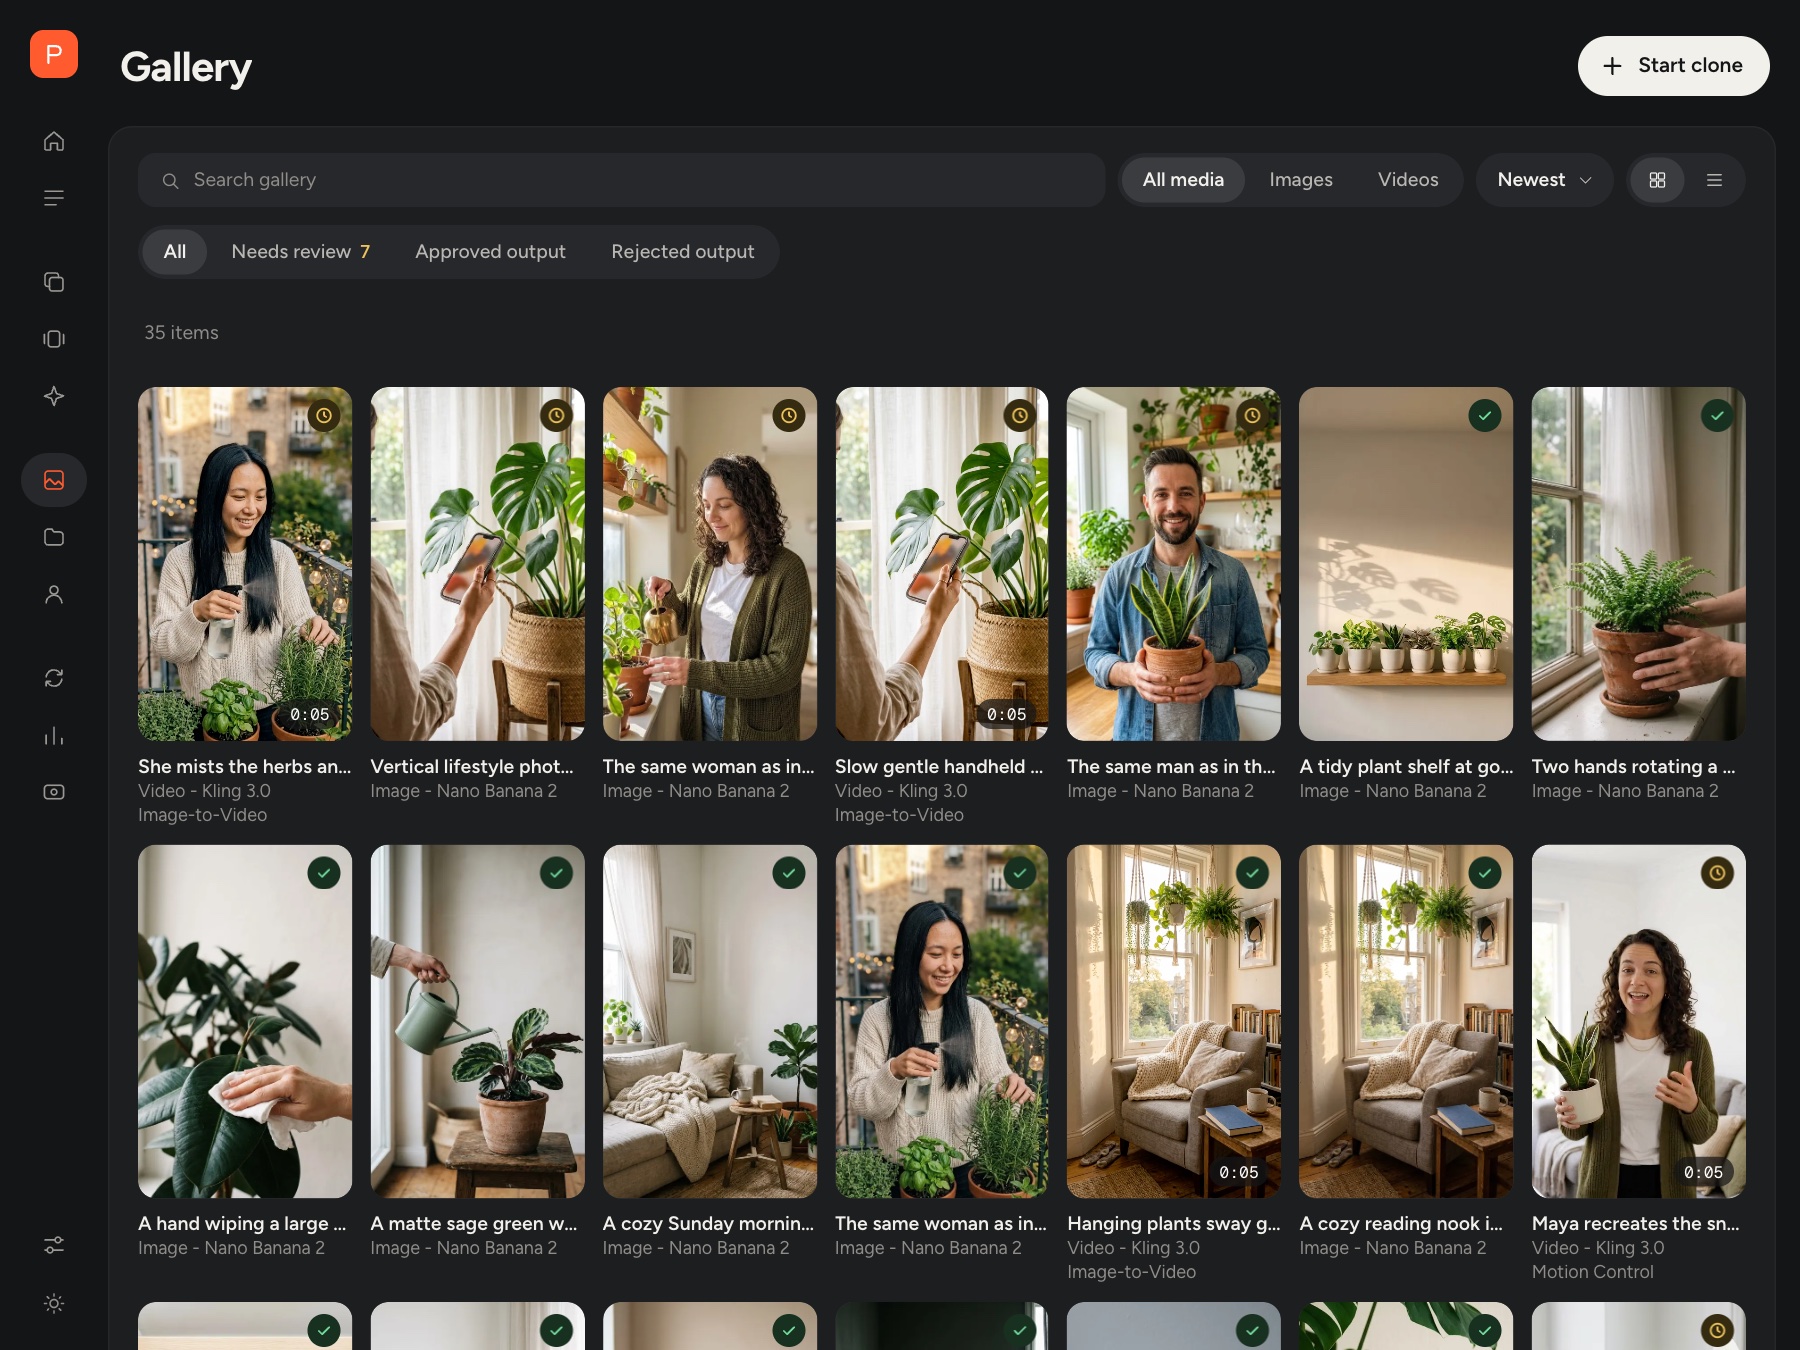 P
Gallery
Start clone
Search gallery
All media
Images
Videos
Newest
All
Needs review 7
Approved output
Rejected output
35 items
0:05
0:05
She mists the herbs an...
Video - Kling 3.0
Image-to-Video
Vertical lifestyle phot...
Image - Nano Banana 2
The same woman as in...
Image - Nano Banana 2
Slow gentle handheld ...
Video - Kling 3.0
Image-to-Video
The same man as in th...
Image - Nano Banana 2
A tidy plant shelf at go...
Image - Nano Banana 2
Two hands rotating a ...
Image - Nano Banana 2
0:05
0:05
A hand wiping a large ...
Image - Nano Banana 2
A matte sage green w...
Image - Nano Banana 2
A cozy Sunday mornin...
Image - Nano Banana 2
The same woman as in...
Image - Nano Banana 2
Hanging plants sway g...
Video - Kling 3.0
Image-to-Video
A cozy reading nook i...
Image - Nano Banana 2
Maya recreates the sn...
Video - Kling 3.0
Motion Control